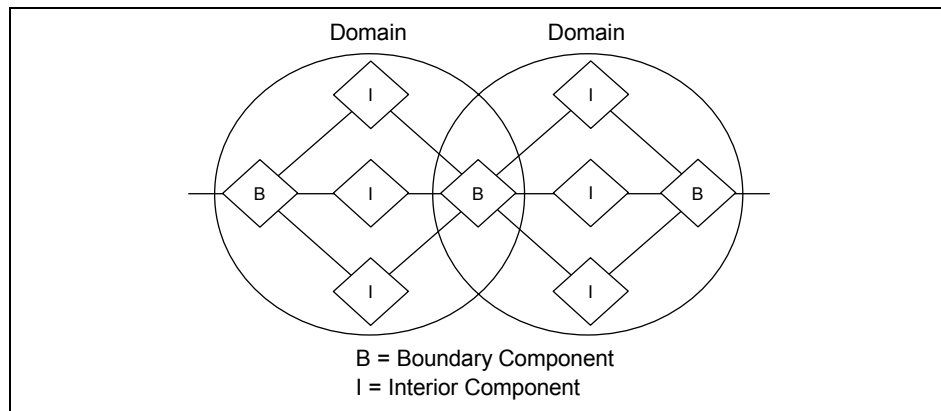 Domain Domain
I I
B I B I B
I I
B = Boundary Component
I = Interior Component